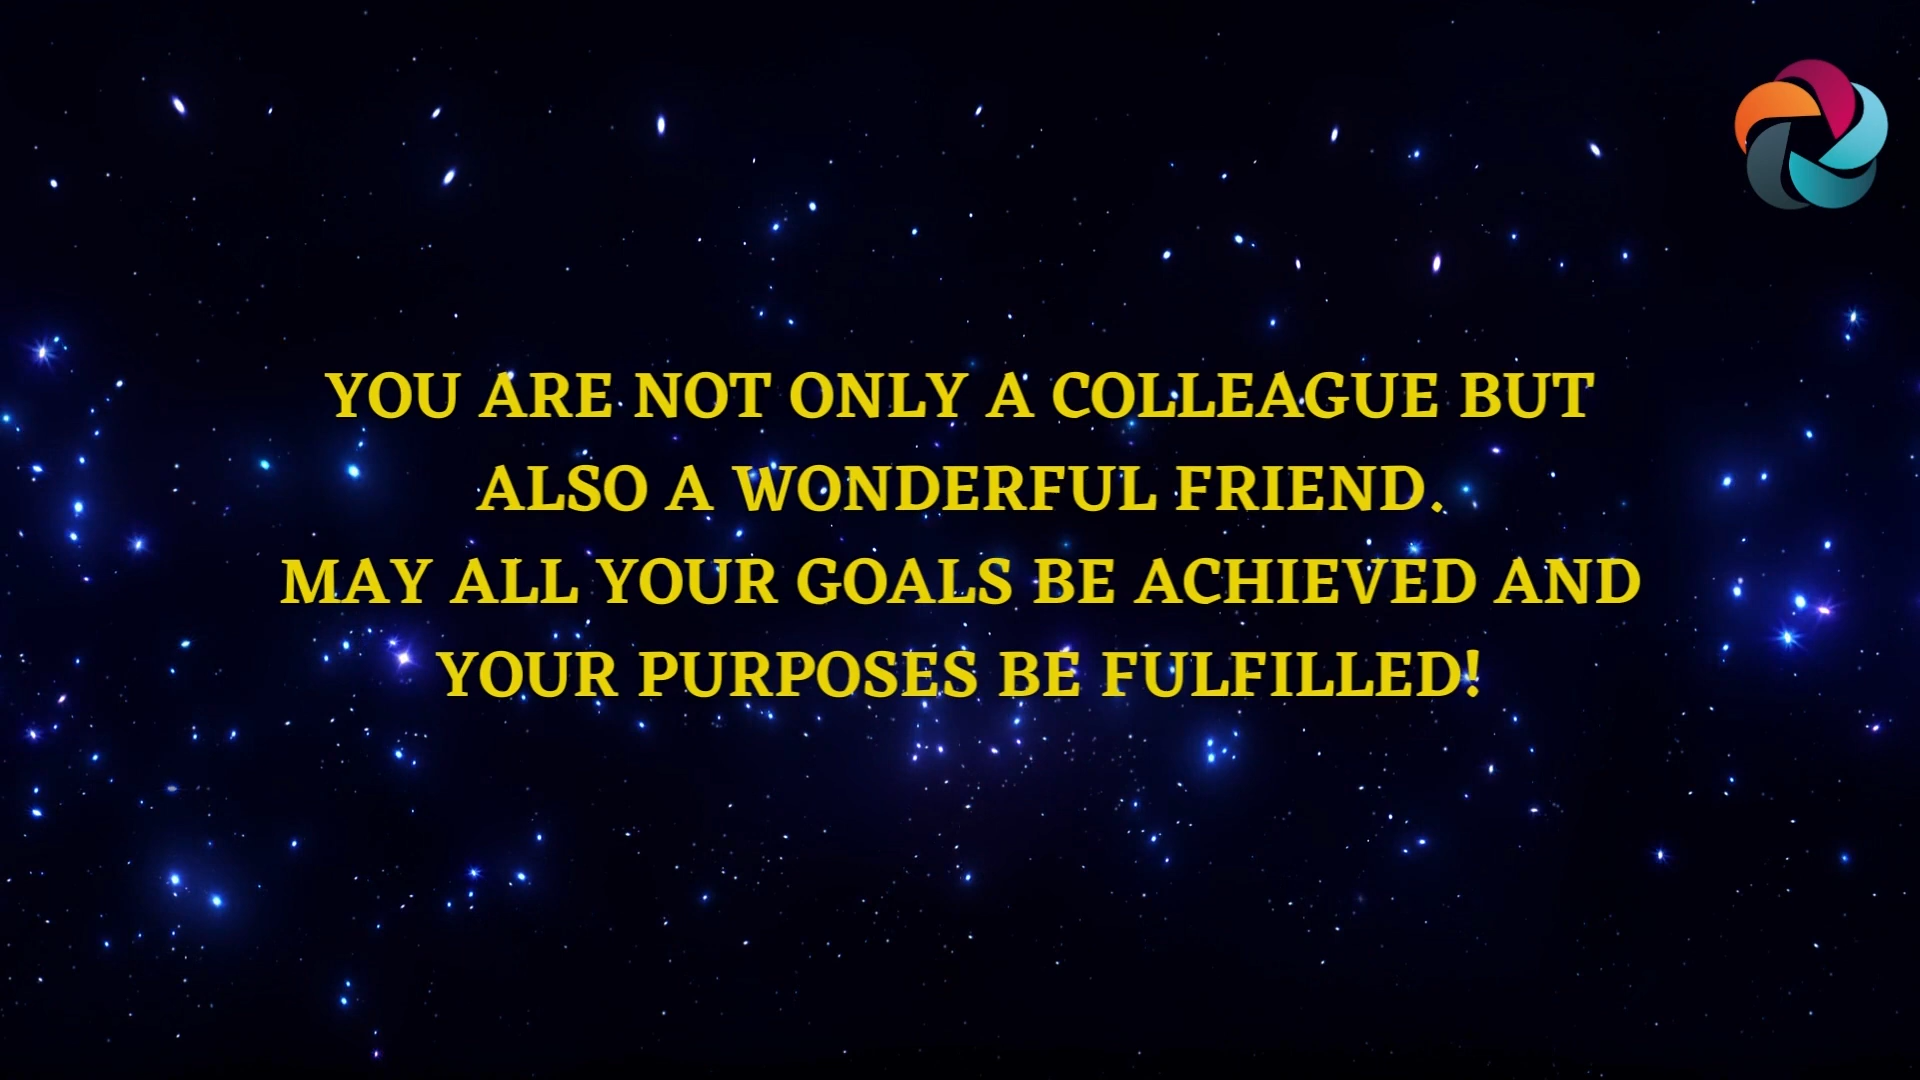 YOU ARE NOT ONLY A COLLEAGUE BUT
ALSO A WONDERFUL FRIEND.
MAY ALL YOUR GOALS BE ACHIEVED AND
YOUR PURPOSES BE FULFILLED!